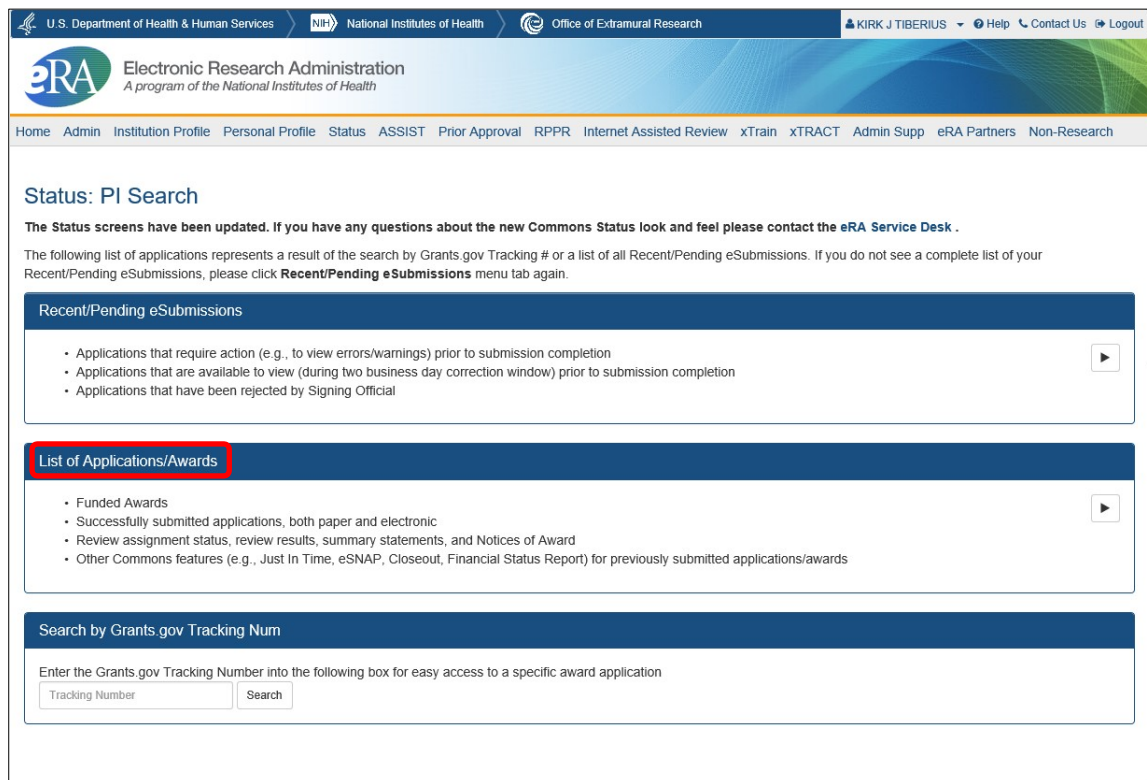 U.S. Department of Health & Human Services NIH National Institutes of Health Office of Extramural Research KIRK J TIBERIUS Help Contact Us Logout
eRA Electronic Research Administration
A program of the National Institutes of Health
Home Admin Institution Profile Personal Profile Status ASSIST Prior Approval RPPR Internet Assisted Review xTrain xTRACT Admin Supp eRA Partners Non-Research
Status: PI Search
The Status screens have been updated. If you have any questions about the new Commons Status look and feel please contact the eRA Service Desk .
The following list of applications represents a result of the search by Grants.gov Tracking # or a list of all Recent/Pending eSubmissions. If you do not see a complete list of your
Recent/Pending eSubmissions, please click Recent/Pending eSubmissions menu tab again.
Recent/Pending eSubmissions
• Applications that require action (e.g., to view errors/warnings) prior to submission completion
• Applications that are available to view (during two business day correction window) prior to submission completion
• Applications that have been rejected by Signing Official
List of Applications/Awards
• Funded Awards
• Successfully submitted applications, both paper and electronic
• Review assignment status, review results, summary statements, and Notices of Award
• Other Commons features (e.g., Just In Time, eSNAP, Closeout, Financial Status Report) for previously submitted applications/awards
Search by Grants.gov Tracking Num
Enter the Grants.gov Tracking Number into the following box for easy access to a specific award application
Tracking Number Search